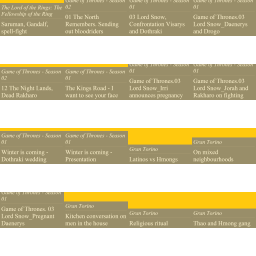 The Lord of the Rings: The
Fellowship of the Ring
Saruman, Gandalf,
spell-fight
Game of Thrones - Season
02
01 The North
Remembers. Sending
out bloodriders
Game of Thrones - Season
01
03 Lord Snow,
Confrontation Viserys
and Dothraki
Game of Thrones - Season
01
Game of Thrones.03
Lord Snow_Daenerys
and Drogo
Game of Thrones - Season
02
12 The Night Lands,
Dead Rakharo
Game of Thrones - Season
01
The Kings Road - I
want to see your face
Game of Thrones - Season
01
Game of Thrones.03
Lord Snow_Irri
announces pregnancy
Game of Thrones - Season
01
Game of Thrones.03
Lord Snow_Jorah and
Rakharo on fighting
Game of Thrones - Season
01
Winter is coming -
Dothraki wedding
Game of Thrones - Season
01
Winter is coming -
Presentation
Gran Torino
Latinos vs Hmongs
Gran Torino
On mixed
neighbourhoods
Game of Thrones - Season
01
Game of Thrones. 03
Lord Snow_Pregnant
Daenerys
Gran Torino
Kitchen conversation on
men in the house
Gran Torino
Religious ritual
Gran Torino
Thao and Hmong gang